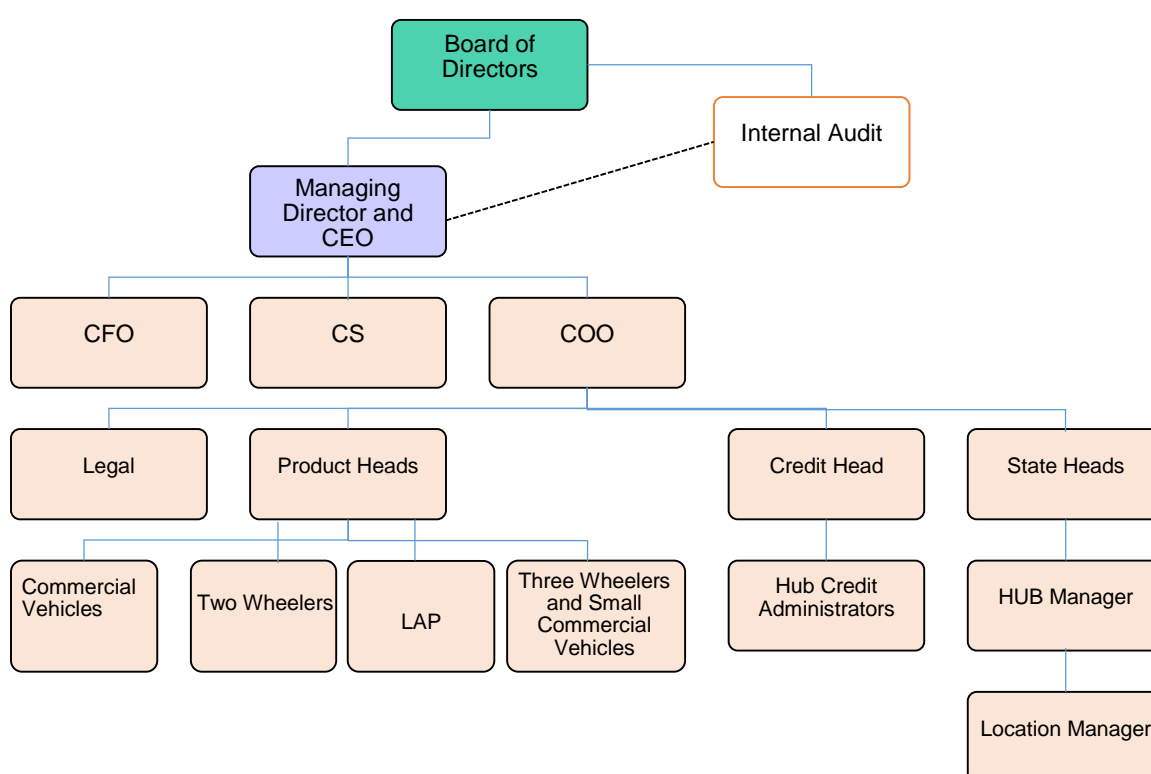 Board of
Directors
Internal Audit
Managing
Director and
CEO
CFO
CS
COO
Legal
Product Heads
Credit Head
State Heads
Commercial
Vehicles
Two Wheelers
LAP
Three Wheelers
and Small
Commercial
Vehicles
Hub Credit
Administrators
HUB Manager
Location Manager